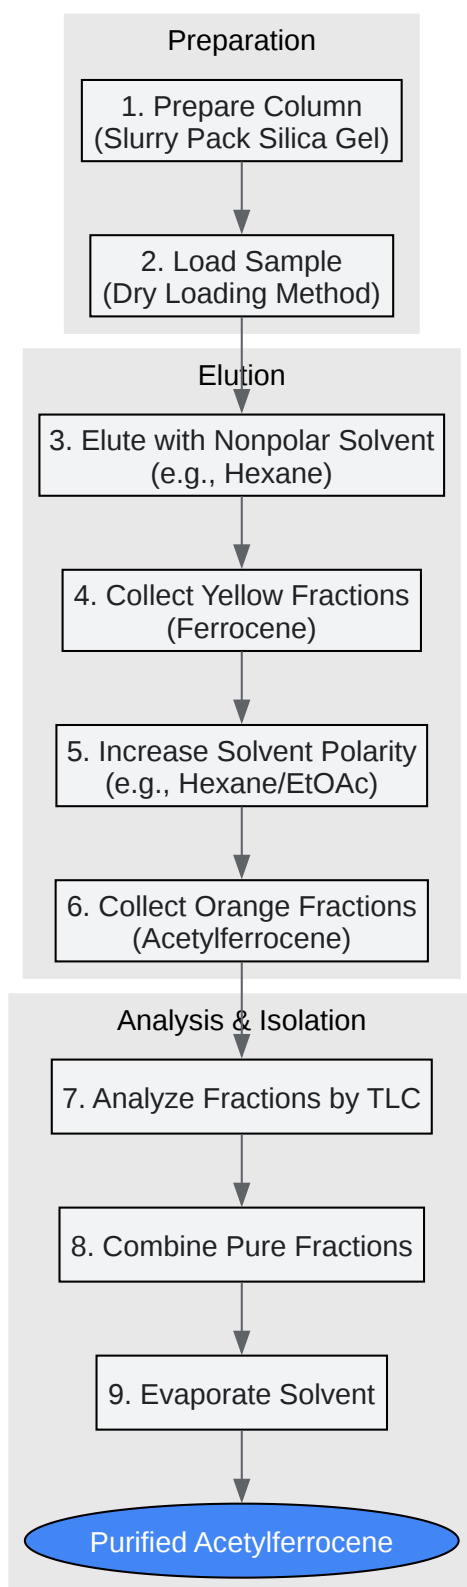 Preparation
1. Prepare Column
(Slurry Pack Silica Gel)
2. Load Sample
(Dry Loading Method)
Elution
3. Elute with Nonpolar Solvent
(e.g., Hexane)
4. Collect Yellow Fractions
(Ferrocene)
5. Increase Solvent Polarity
(e.g., Hexane/EtOAc)
6. Collect Orange Fractions
(Acetylferrocene)
Analysis & Isolation
7. Analyze Fractions by TLC
8. Combine Pure Fractions
9. Evaporate Solvent
Purified Acetylferrocene